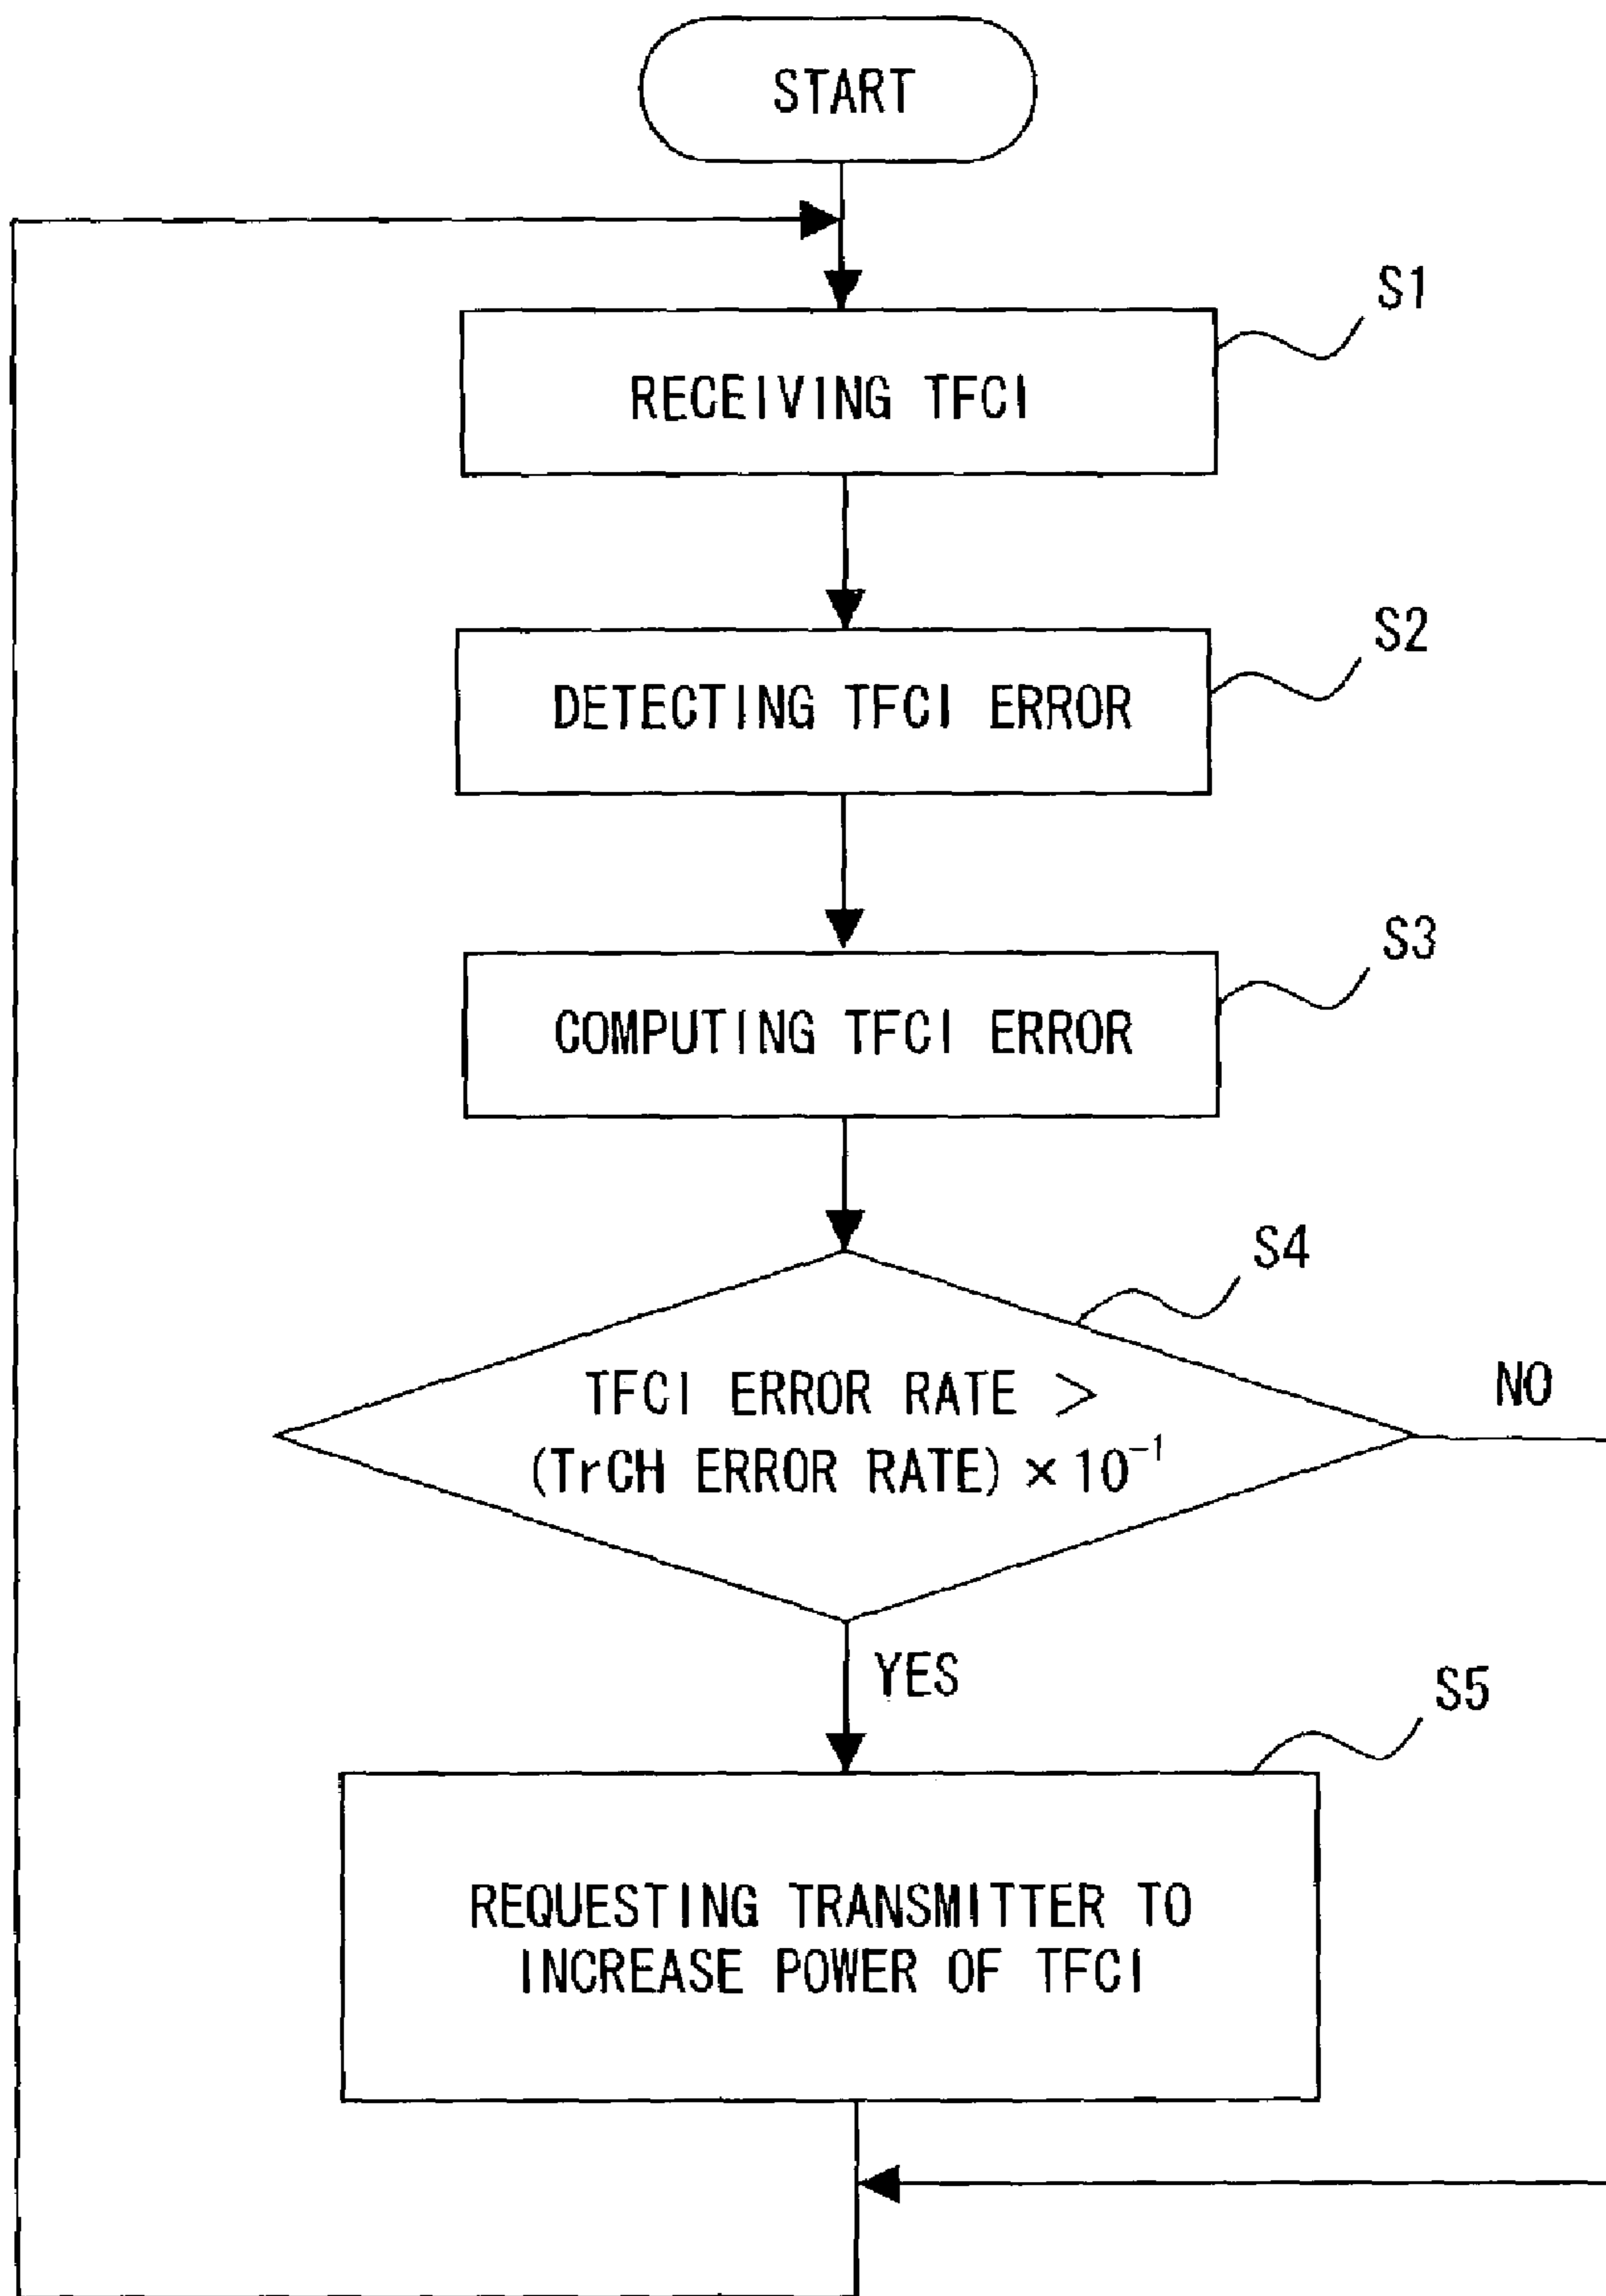 START
S1
RECEIVING TFCI
S2
DETECTING TFCI ERROR
S3
COMPUTING TFCI ERROR
S4
TFCI ERROR RATE >
(TrCH ERROR RATE) × 10⁻¹
NO
YES
S5
REQUESTING TRANSMITTER TO
INCREASE POWER OF TFCI